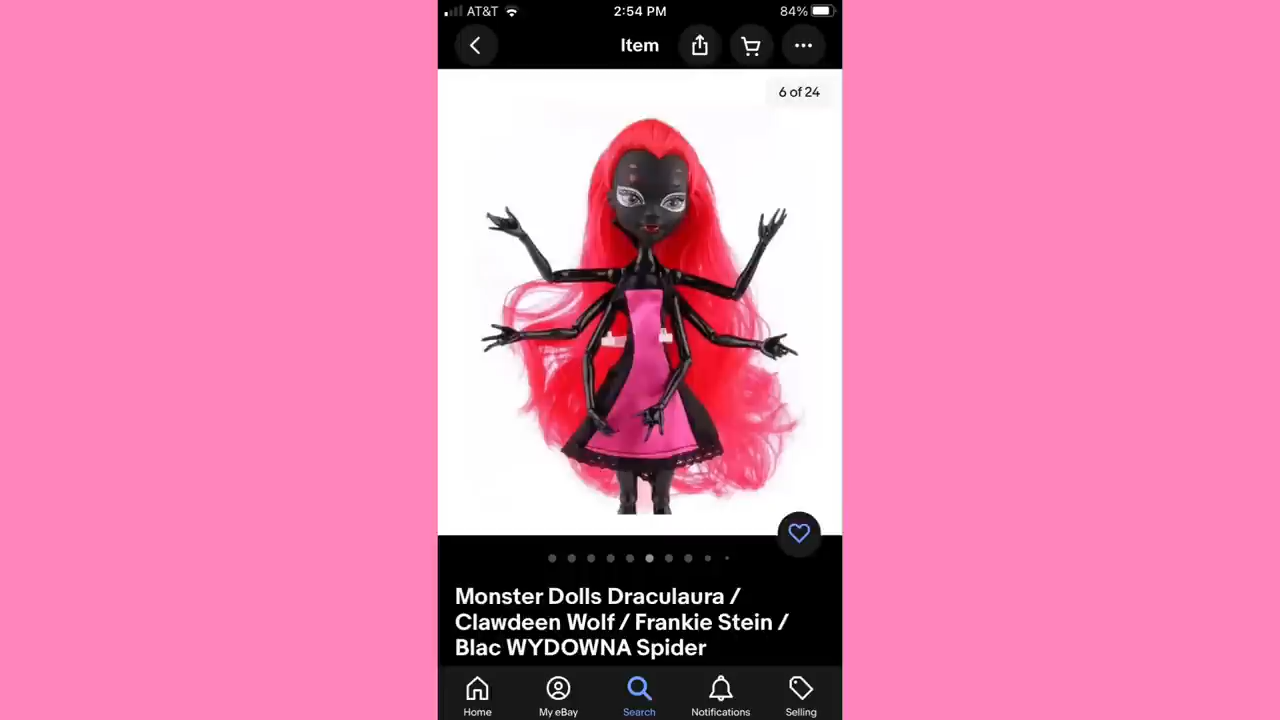 AT&T
2:54 PM
84%
Item
6 of 24
Monster Dolls Draculaura /
Clawdeen Wolf / Frankie Stein /
Blac WYDOWNA Spider
Home
My eBay
Search
Notifications
Selling